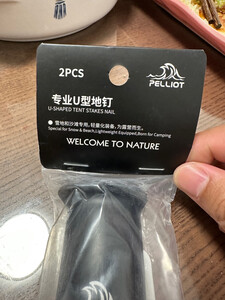 2PCS
PELLIOT
专业U型地钉
U-SHAPED TENT STAKES NAIL
雪地和沙滩专用,轻量化装备,为露营而生。
Special for Snow & Beach,Lightweight Equipped,Born for Camping
WELCOME TO NATURE
PELLIOT